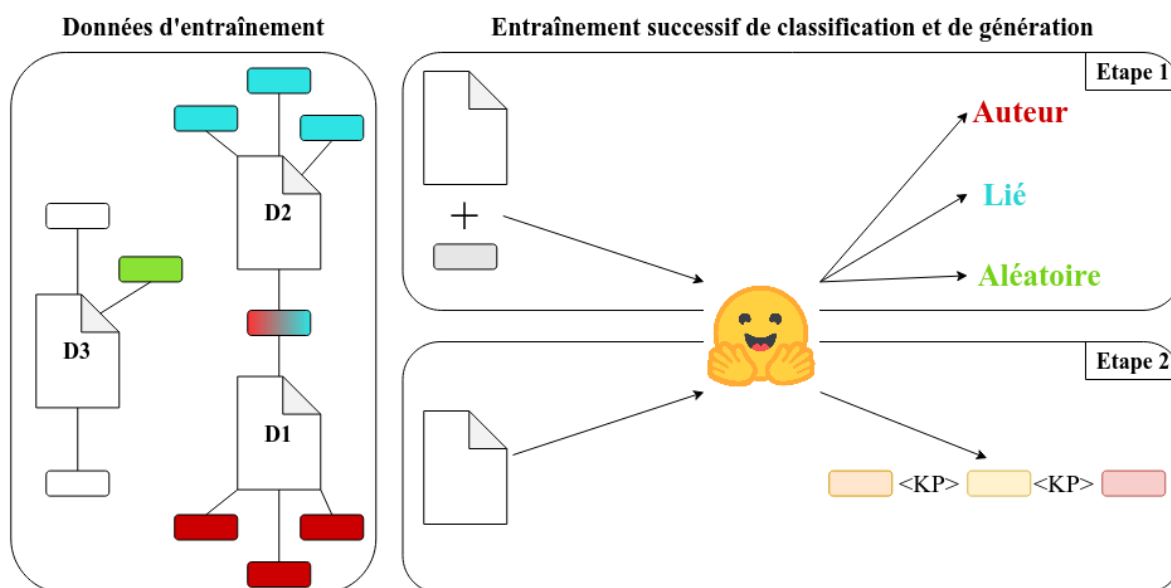 Données d'entraînement
Entraînement successif de classification et de génération
D2
D3
D1
Etape 1
Auteur
Lié
Aléatoire
+
Etape 2
<KP> <KP>